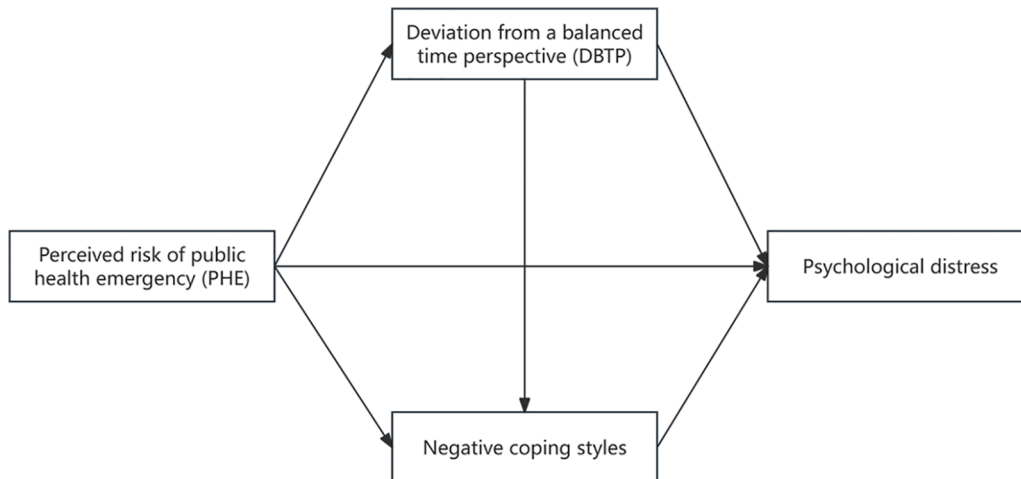 Deviation from a balanced
time perspective (DBTP)
Perceived risk of public
health emergency (PHE)
Psychological distress
Negative coping styles